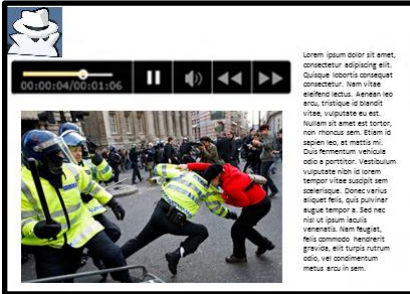 00:00:04/00:01:06
Lorem ipsum dolor sit amet,
consectetur adipiscing elit.
Quisque lobortis consequat
consectetur. Nam vitae
eleifend lectus. Aenean leo
arcu, tristique id blandit
vitae, vulputate eu est.
Nullam sit amet est tortor,
non rhoncus sem. Etiam id
sapien leo, at mattis mi.
Duis fermentum vehicula
odio a porttitor. Vestibulum
vulputate nibh id lorem
tempor vitae suscipit sem
scelerisque. Donec varius
aliquet felis, quis pulvinar
augue tempor a. Sed nec
nisl ut ipsum iaculis
venenatis. Nam feugiat,
felis commodo hendrerit
gravida, elit turpis rutrum
odio, vel condimentum
metus arcu in sem.